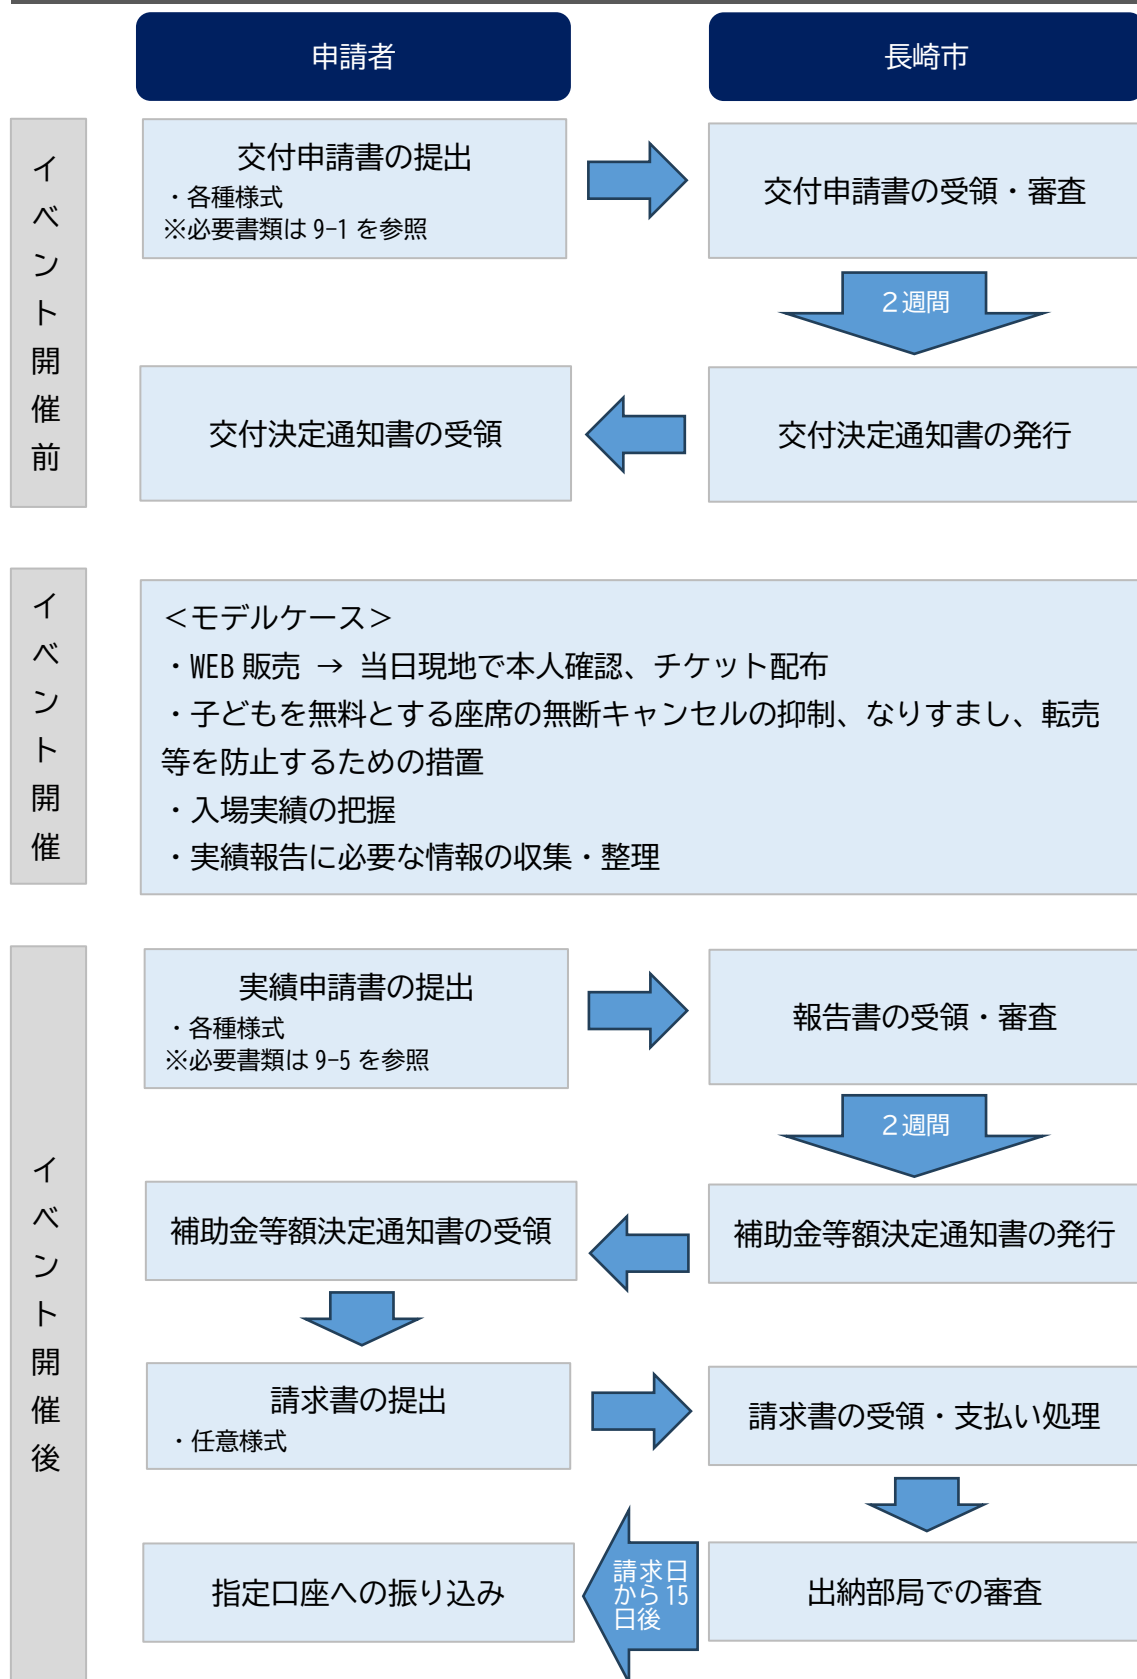 申請者
長崎市
イベント開催前
交付申請書の提出
・各種様式
※必要書類は 9-1 を参照
交付申請書の受領・審査
２週間
交付決定通知書の受領
交付決定通知書の発行
イベント開催
＜モデルケース＞
・WEB 販売 → 当日現地で本人確認、チケット配布
・子どもを無料とする座席の無断キャンセルの抑制、なりすまし、転売
等を防止するための措置
・入場実績の把握
・実績報告に必要な情報の収集・整理
イベント開催後
実績申請書の提出
・各種様式
※必要書類は 9-5 を参照
報告書の受領・審査
２週間
補助金等額決定通知書の受領
補助金等額決定通知書の発行
請求書の提出
・任意様式
請求書の受領・支払い処理
指定口座への振り込み
請求日
から 15
日後
出納部局での審査